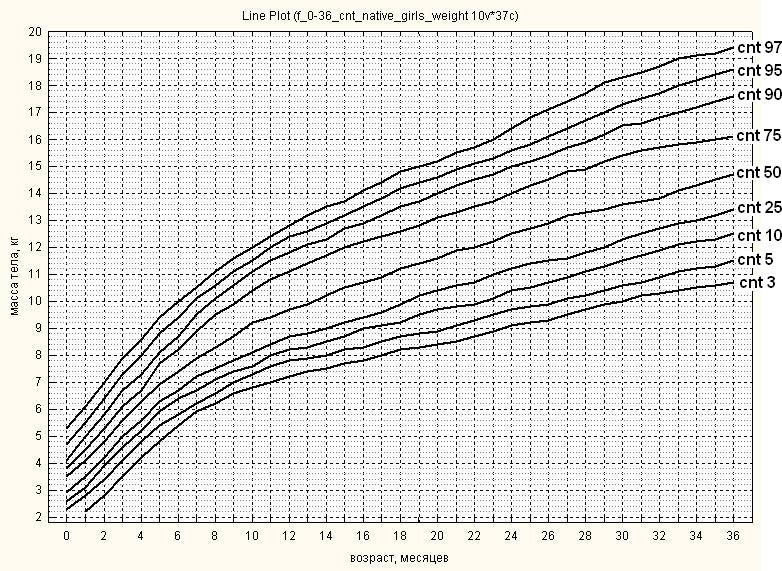 Line Plot (f_0-36_cnt_native_girls_weight 10v*37c)
20
19
18
17
16
15
14
13
12
11
10
9
8
7
6
5
4
3
2
масса тела, кг
cnt 97
cnt 95
cnt 90
cnt 75
cnt 50
cnt 25
cnt 10
cnt 5
cnt 3
0 2 4 6 8 10 12 14 16 18 20 22 24 26 28 30 32 34 36
возраст, месяцев